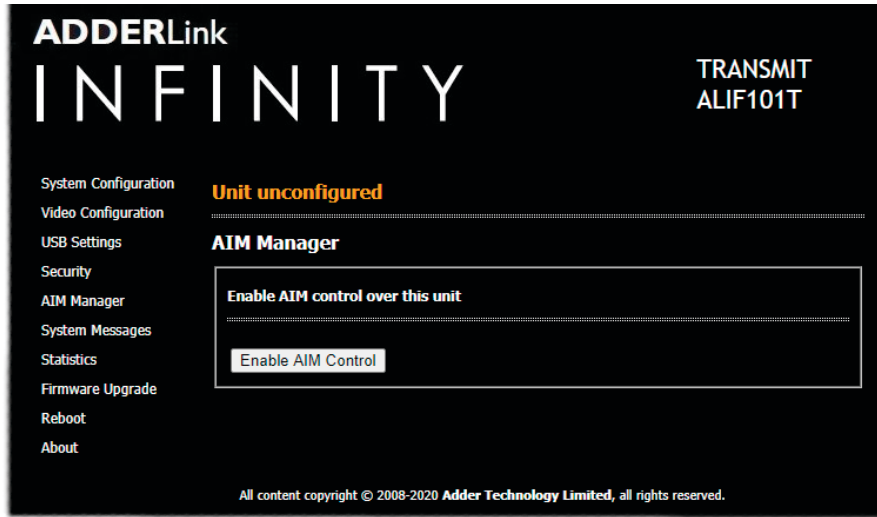 ADDERLink
INFINITY
TRANSMIT
ALIF101T
System Configuration
Video Configuration
USB Settings
Security
AIM Manager
System Messages
Statistics
Firmware Upgrade
Reboot
About
Unit unconfigured
AIM Manager
Enable AIM control over this unit
Enable AIM Control
All content copyright © 2008-2020 Adder Technology Limited, all rights reserved.